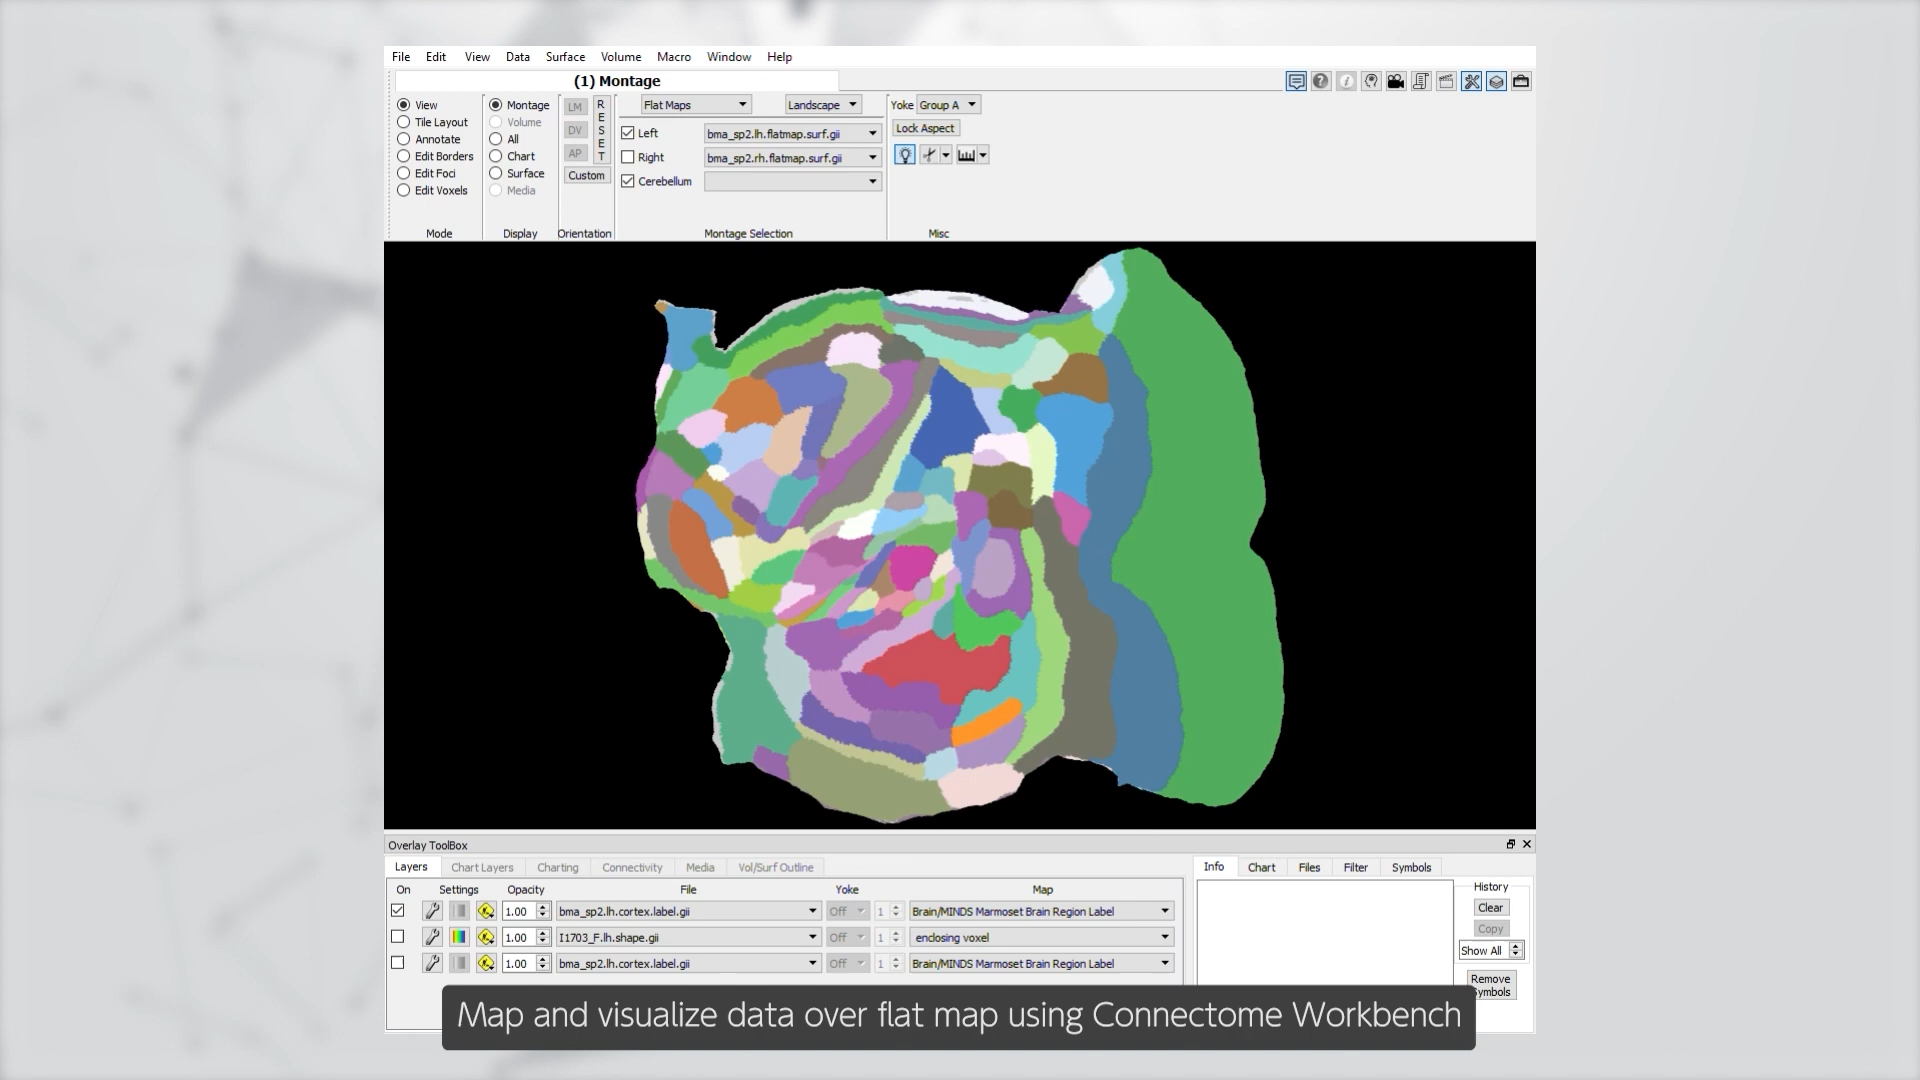 File Edit View Data Surface Volume Macro Window Help
(1) Montage
View
Tile Layout
Annotate
Edit Borders
Edit Foci
Edit Voxels
Mode
Montage
Volume
All
Chart
Surface
Media
Display
LM
DV
AP
RESET
Custom
Orientation
Flat Maps Landscape
Left bma_sp2.lh.flatmap.surf.gii
Right bma_sp2.rh.flatmap.surf.gii
Cerebellum
Montage Selection
Yoke Group A
Lock Aspect
Misc
Overlay ToolBox
Layers Chart Layers Charting Connectivity Media Vol/Surf Outline
On Settings Opacity File Yoke Map
1.00 bma_sp2.lh.cortex.label.gii Off 1 Brain/MINDS Marmoset Brain Region Label
1.00 I1703_F.lh.shape.gii Off 1 enclosing voxel
1.00 bma_sp2.lh.cortex.label.gii Off 1 Brain/MINDS Marmoset Brain Region Label
Info Chart Files Filter Symbols
History
Clear
Copy
Show All
Remove
Symbols
Map and visualize data over flat map using Connectome Workbench